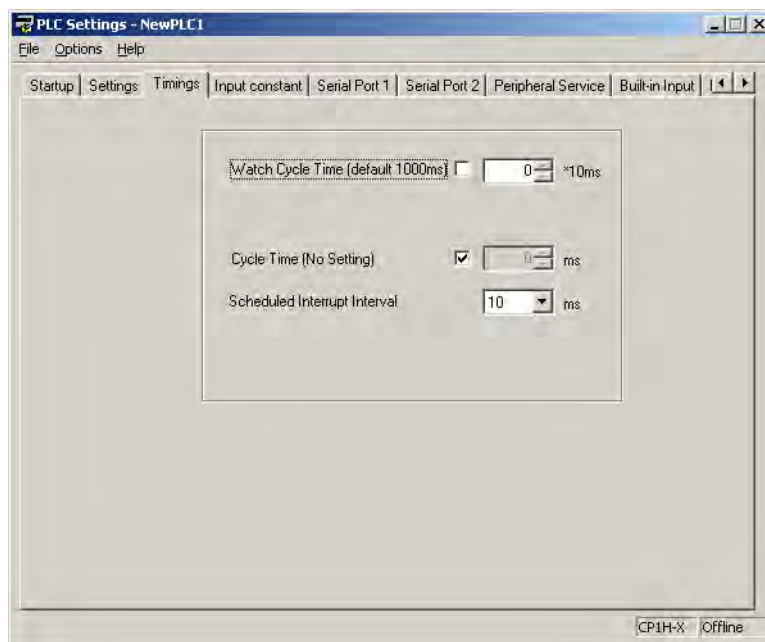 PLC Settings - NewPLC1
File Options Help
Startup Settings Timings Input constant Serial Port 1 Serial Port 2 Peripheral Service Built-in Input
Watch Cycle Time (default 1000ms) 0 *10ms
Cycle Time (No Setting) 0 ms
Scheduled Interrupt Interval 10 ms
CP1H-X Offline